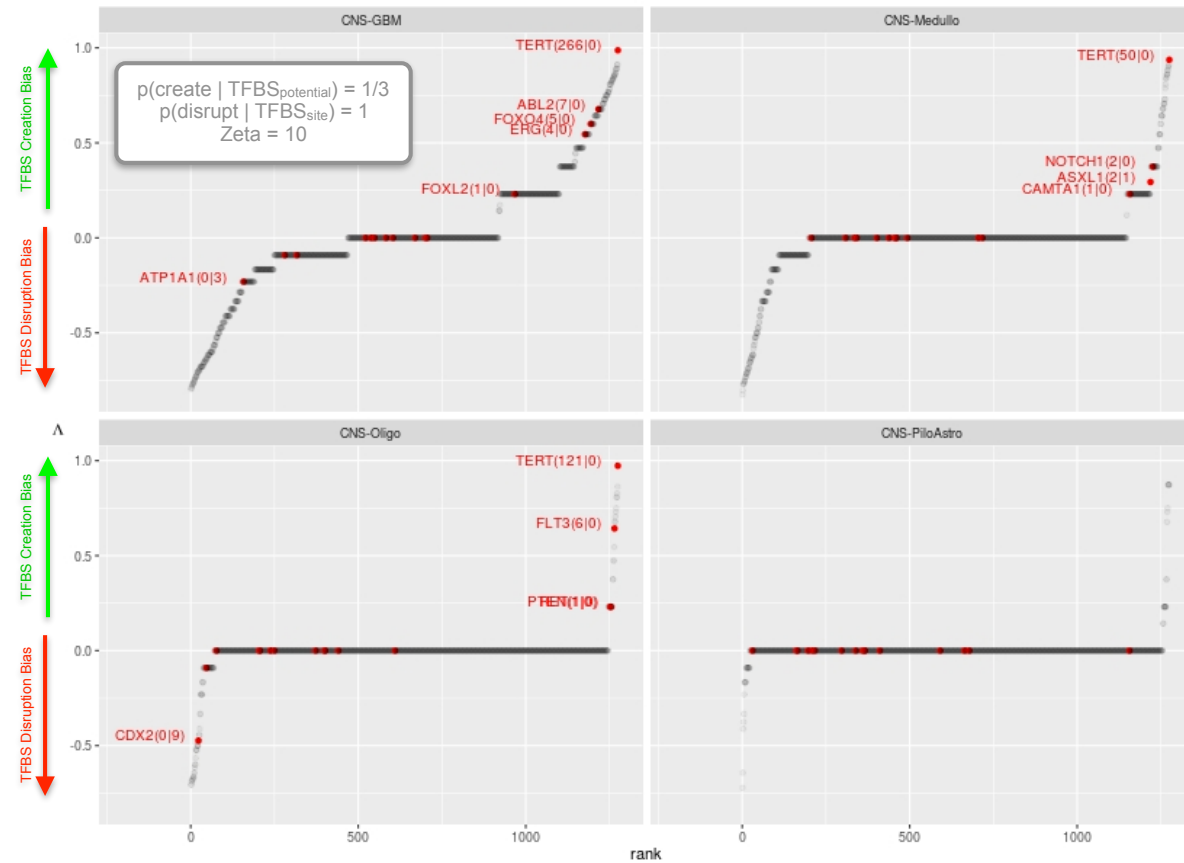 CNS-GBM
CNS-Medullo
TFBS Creation Bias
TFBS Disruption Bias
1.0
0.5
0.0
-0.5
p(create | TFBSpotential) = 1/3
p(disrupt | TFBSsite) = 1
Zeta = 10
TERT(266|0)
ABL2(7|0)
FOXO4(5|0)
ERG(4|0)
FOXL2(1|0)
ATP1A1(0|3)
TERT(50|0)
NOTCH1(2|0)
ASXL1(2|1)
CAMTA1(1|0)
Λ
CNS-Oligo
CNS-PiloAstro
TFBS Creation Bias
TFBS Disruption Bias
1.0
0.5
0.0
-0.5
TERT(121|0)
FLT3(6|0)
CDX2(0|9)
0
500
1000
0
500
1000
rank